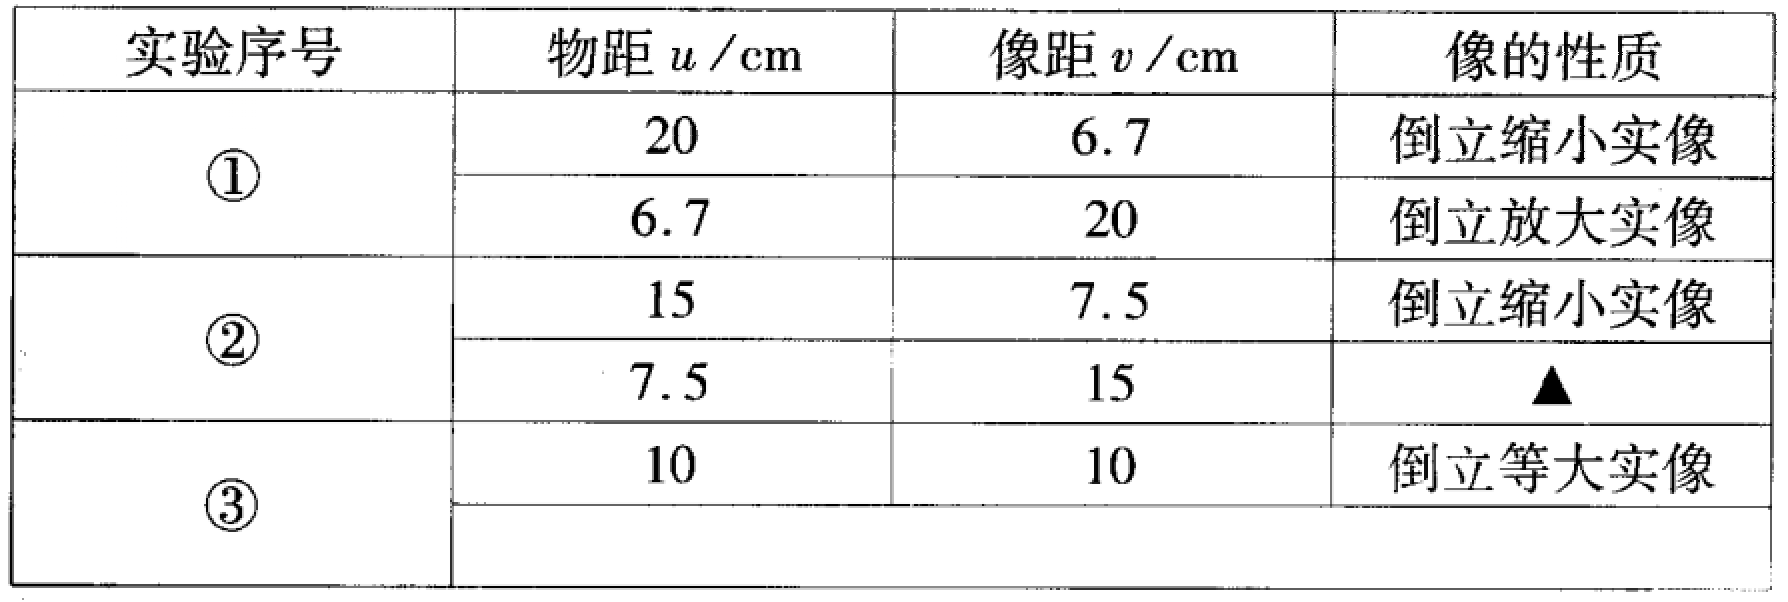 实验序号 物距 u/cm 像距 v/cm 像的性质
① 20 6.7 倒立缩小实像
6.7 20 倒立放大实像
② 15 7.5 倒立缩小实像
7.5 15 ▲
③ 10 10 倒立等大实像